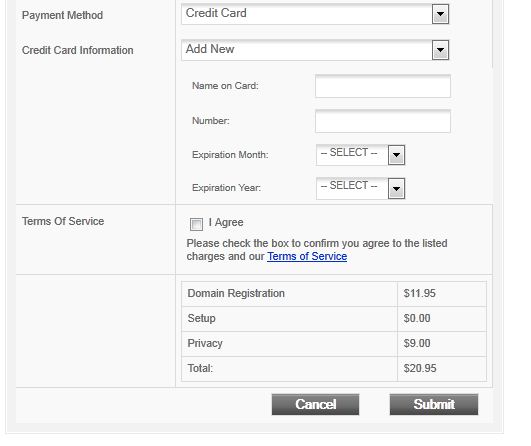 Payment Method Credit Card
Credit Card Information Add New
Name on Card:
Number:
Expiration Month: -- SELECT --
Expiration Year: -- SELECT --
Terms Of Service I Agree
Please check the box to confirm you agree to the listed
charges and our Terms of Service
Domain Registration $11.95
Setup $0.00
Privacy $9.00
Total: $20.95
Cancel Submit